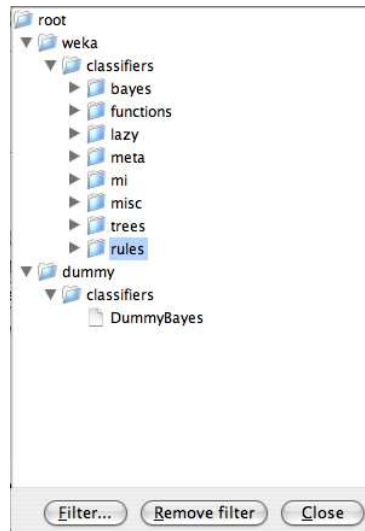 root
weka
classifiers
bayes
functions
lazy
meta
mi
misc
trees
rules
dummy
classifiers
DummyBayes
Filter... Remove filter Close